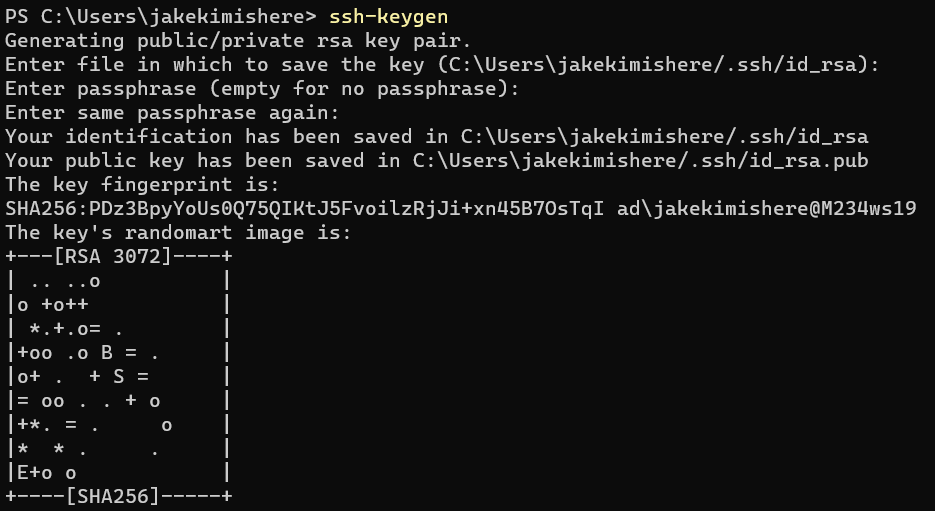 PS C:\Users\jakekimishere> ssh-keygen
Generating public/private rsa key pair.
Enter file in which to save the key (C:\Users\jakekimishere/.ssh/id_rsa):
Enter passphrase (empty for no passphrase):
Enter same passphrase again:
Your identification has been saved in C:\Users\jakekimishere/.ssh/id_rsa
Your public key has been saved in C:\Users\jakekimishere/.ssh/id_rsa.pub
The key fingerprint is:
SHA256:PDz3BpyYoUs0Q75QIKtJ5FvoilzRjJi+xn45B7OsTqI ad\jakekimishere@M234ws19
The key's randomart image is:
+---[RSA 3072]----+
| .. ..o          |
|o +o++           |
| *.+.o= .        |
|+oo .o B = .     |
|o+ .  + S =      |
|= oo . . + o     |
|+*. = .     o    |
|*  * .     .     |
|E+o o            |
+----[SHA256]-----+